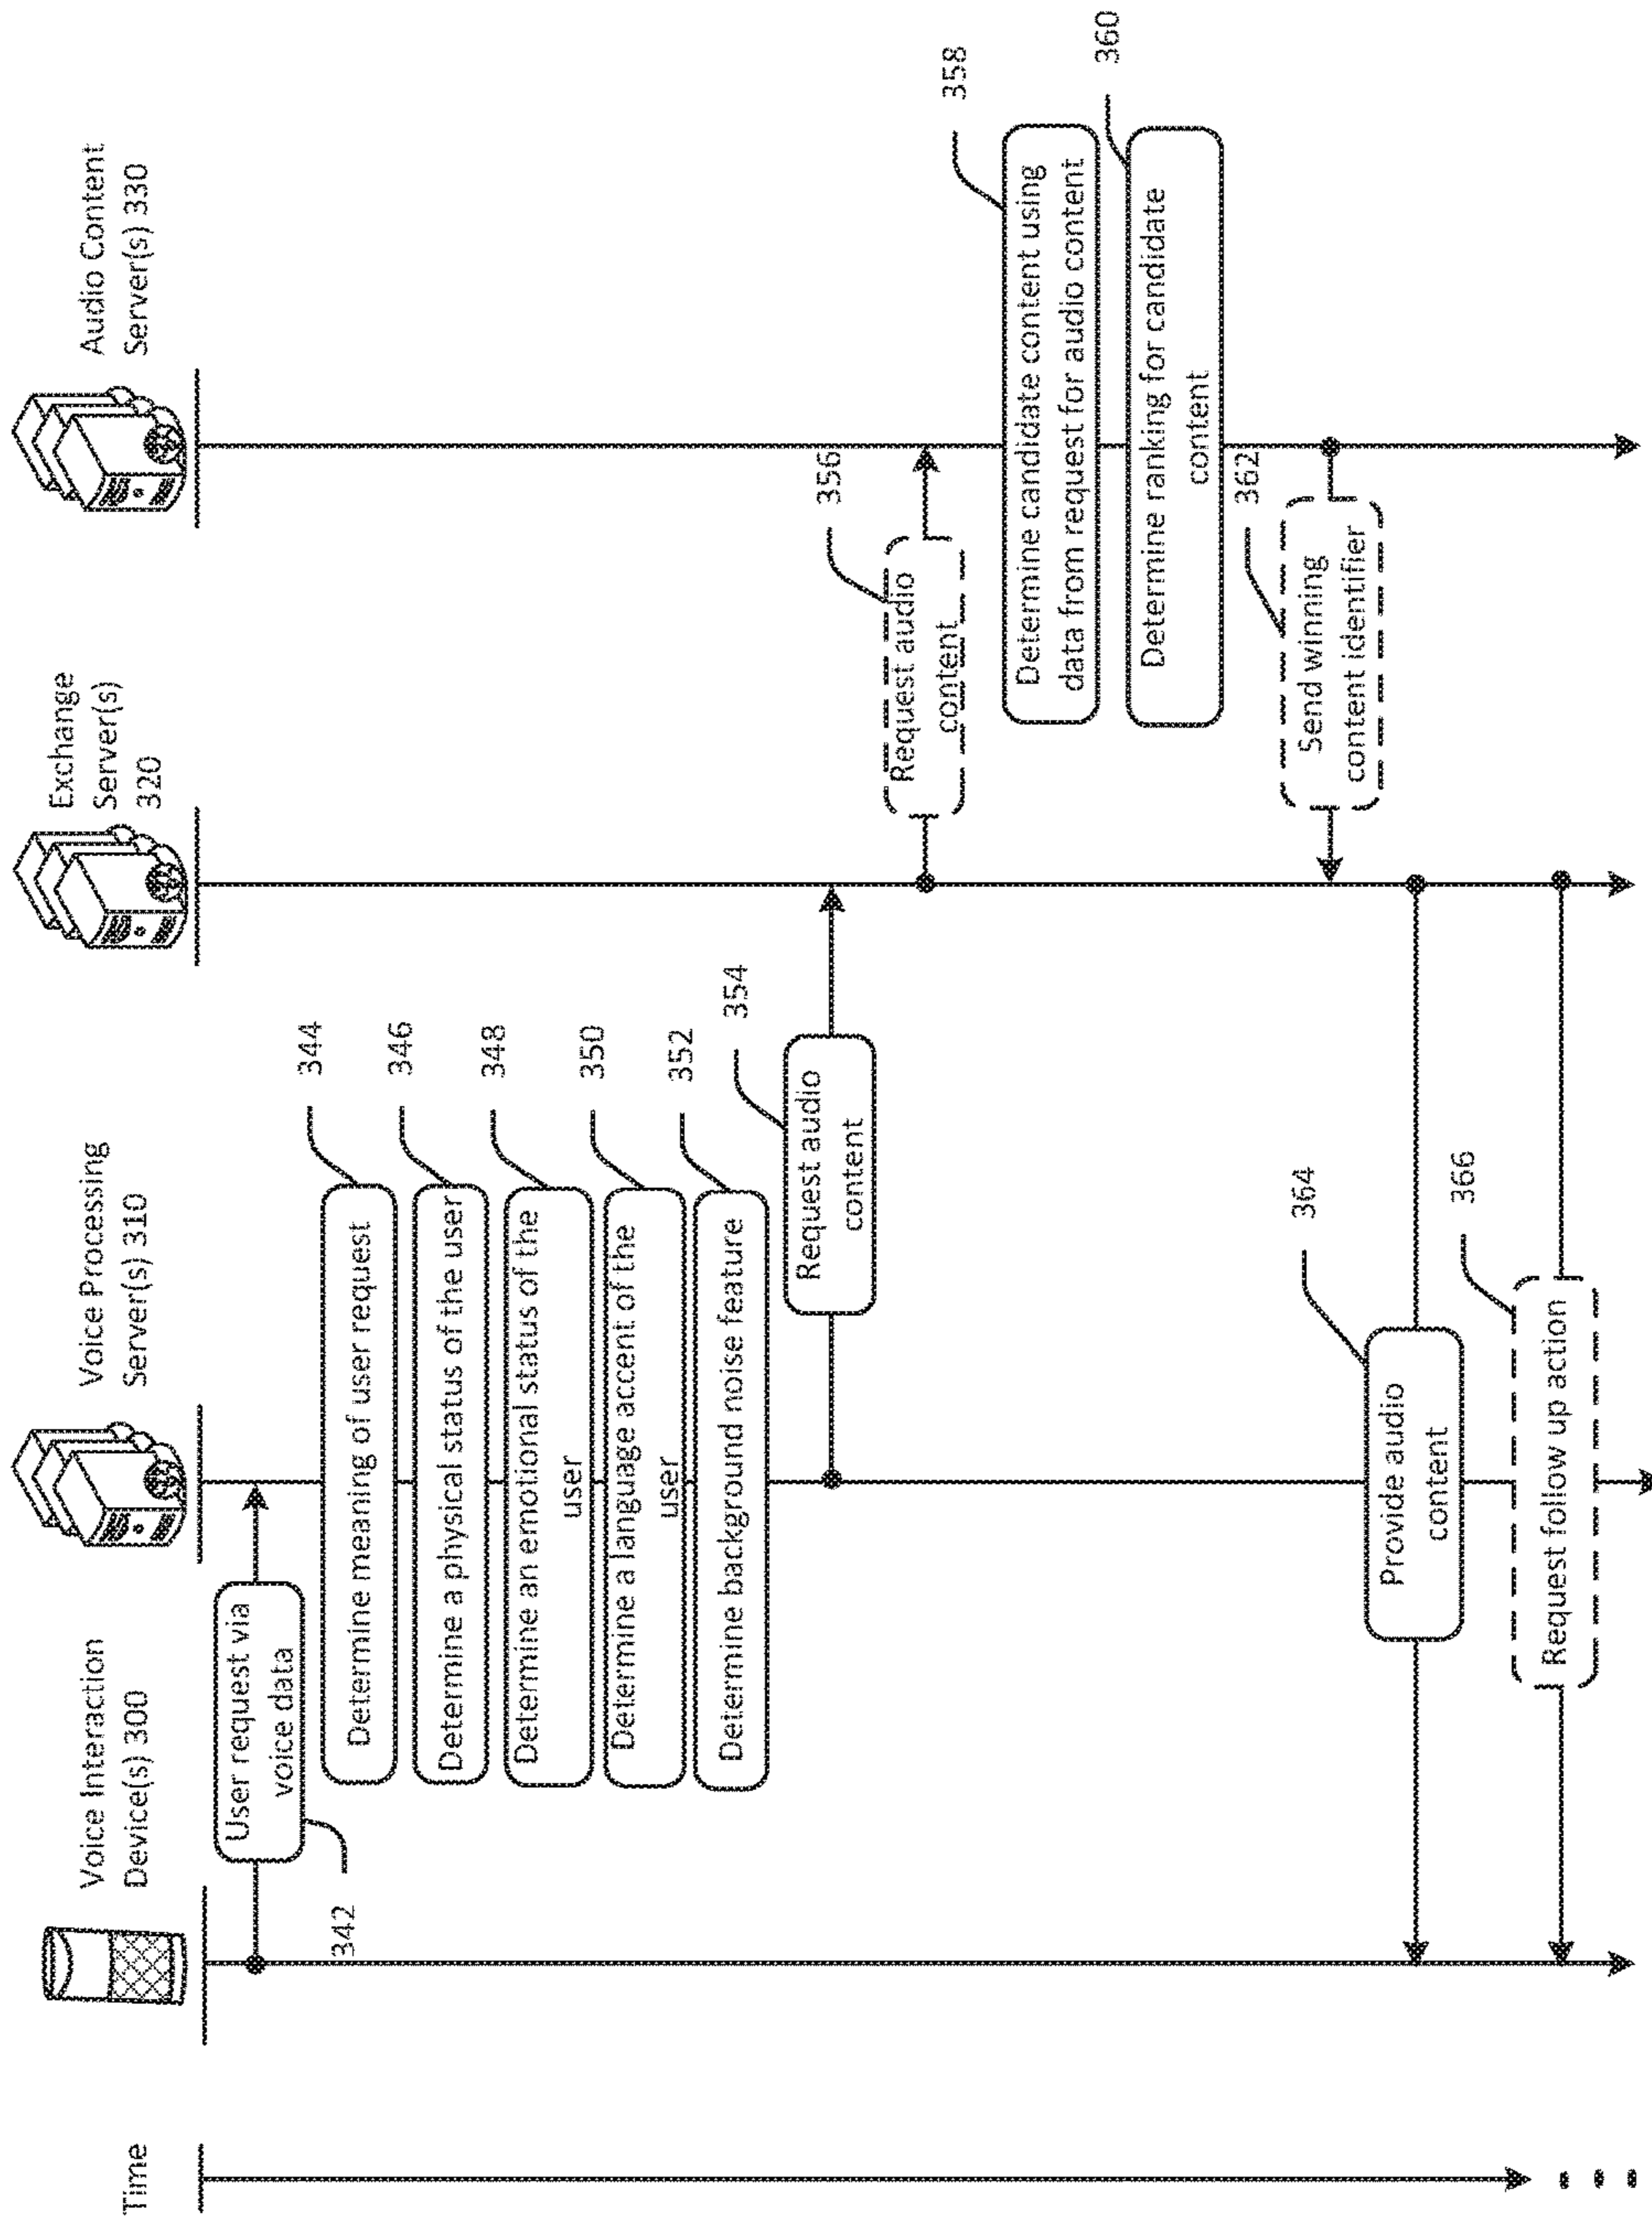 Time
Voice Interaction
Device(s) 300
Voice Processing
Server(s) 310
Exchange
Server(s)
320
Audio Content
Server(s) 330
User request via
voice data
342
Determine meaning of user request
344
Determine a physical status of the user
346
Determine an emotional status of the
user
348
Determine a language accent of the
user
350
Determine background noise feature
352
Request audio
content
354
Request audio
content
356
Determine candidate content using
data from request for audio content
358
Determine ranking for candidate
content
360
Send winning
content identifier
362
Provide audio
content
364
Request follow up action
366